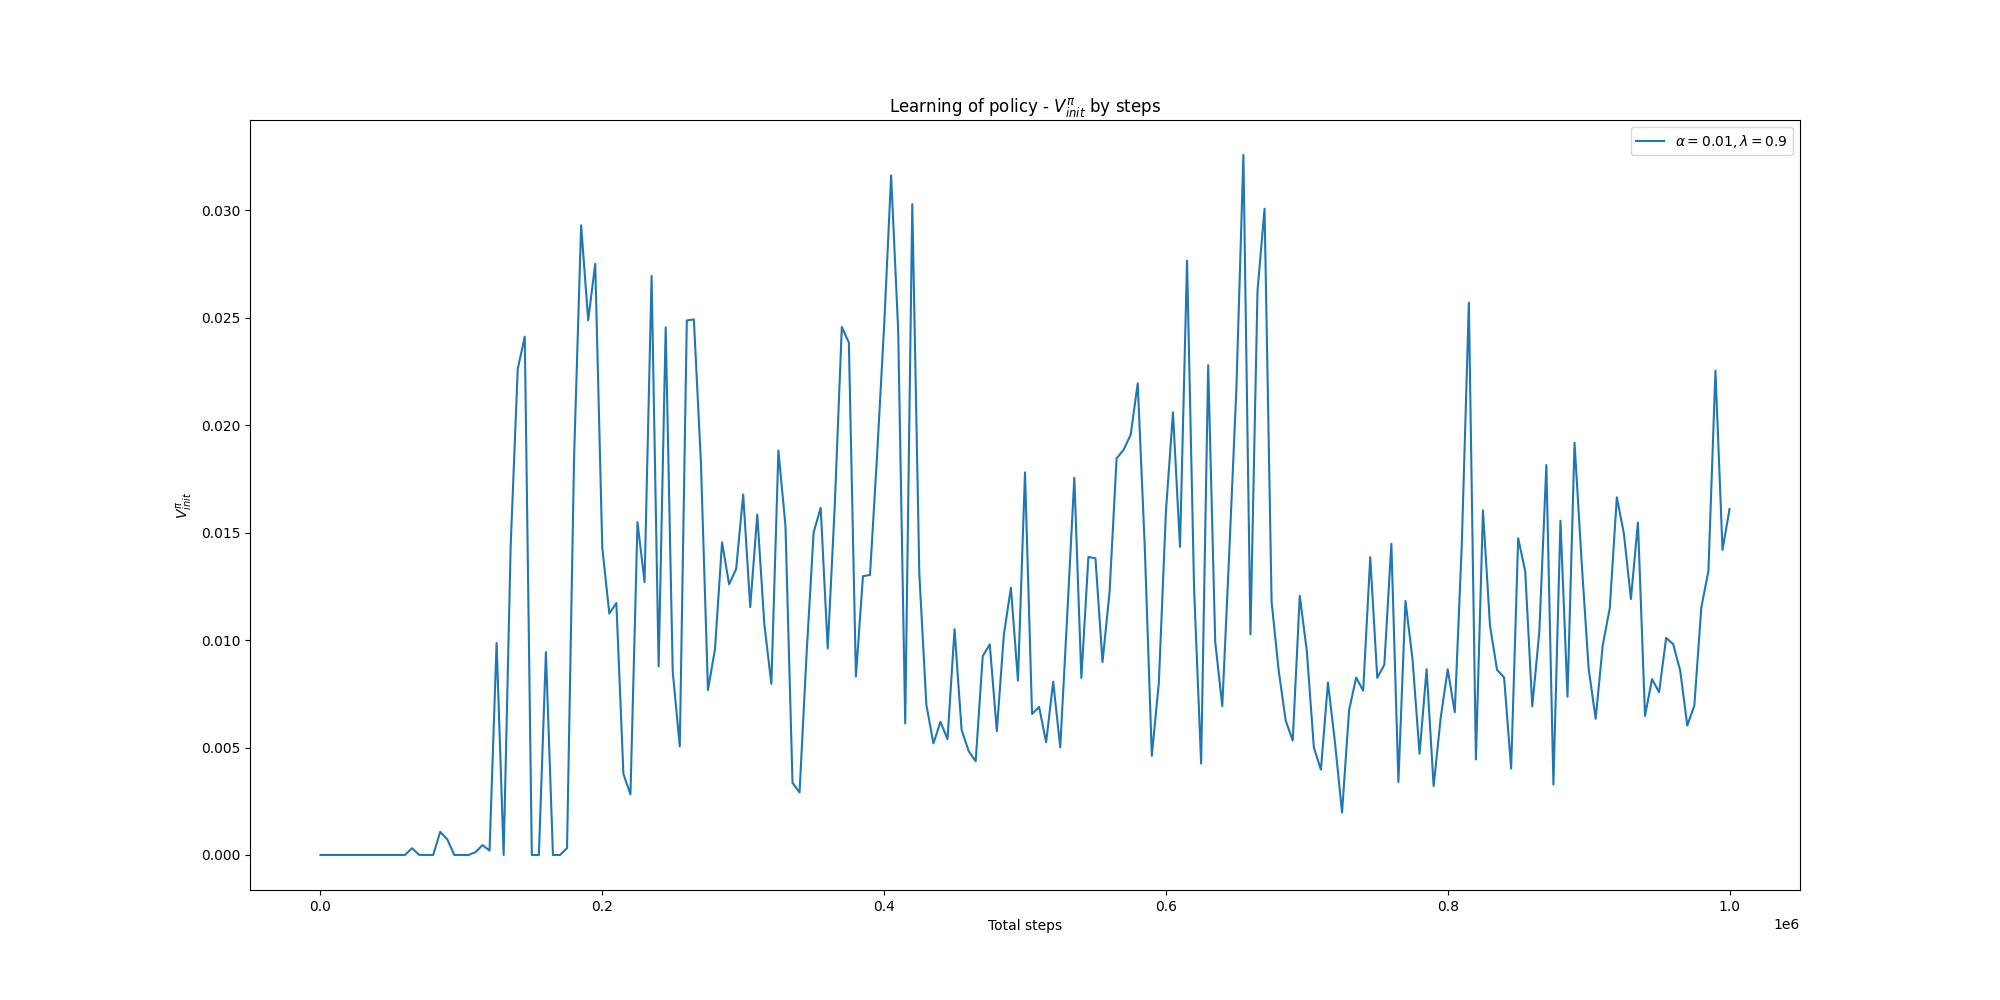 Learning of policy - $V_{init}^{\pi}$ by steps
α = 0.01, λ = 0.9
0.030
0.025
0.020
0.015
0.010
0.005
0.000
$V_{init}^{\pi}$
0.0 0.2 0.4 0.6 0.8 1.0
1e6
Total steps